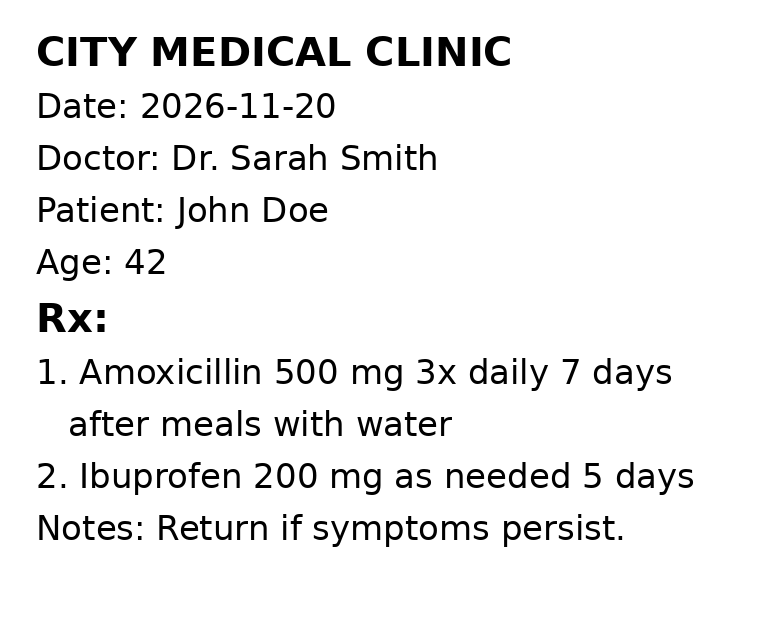 CITY MEDICAL CLINIC
Date: 2026-11-20
Doctor: Dr. Sarah Smith
Patient: John Doe
Age: 42
Rx:
1. Amoxicillin 500 mg 3x daily 7 days
after meals with water
2. Ibuprofen 200 mg as needed 5 days
Notes: Return if symptoms persist.